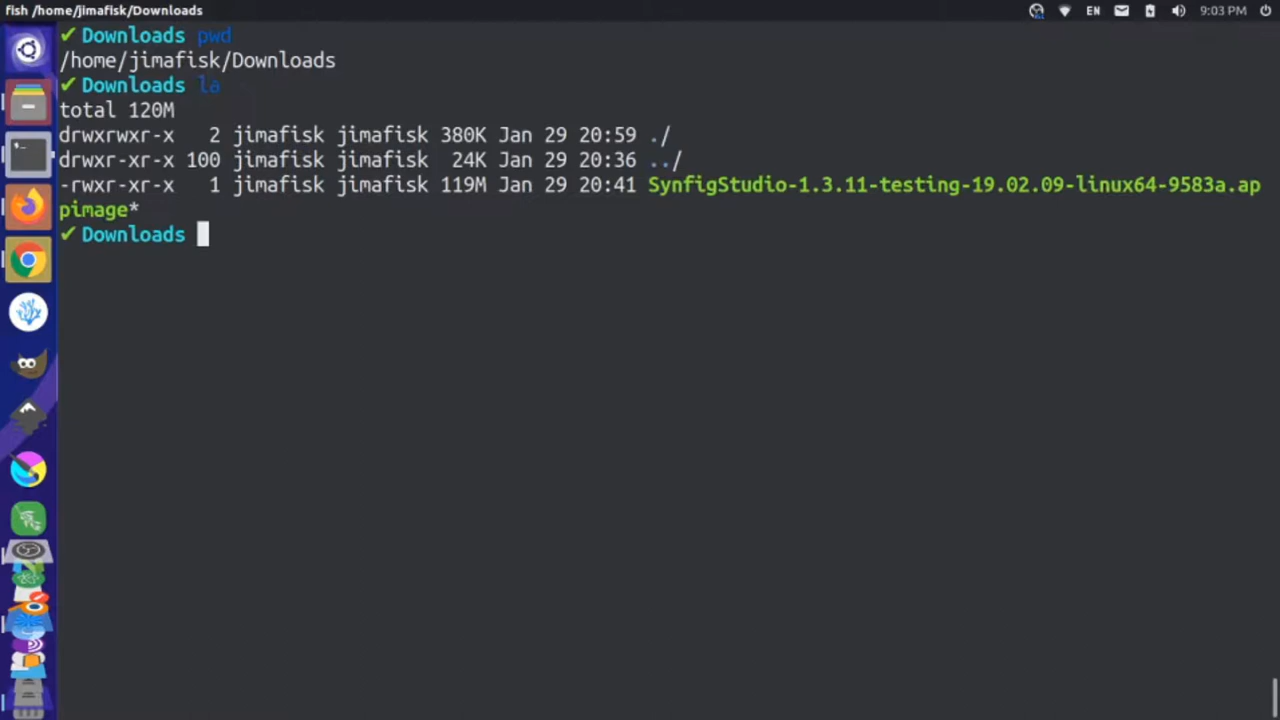 fish /home/jimafisk/Downloads
EN
9:03 PM
✔ Downloads pwd
/home/jimafisk/Downloads
✔ Downloads la
total 120M
drwxrwxr-x   2 jimafisk jimafisk 380K Jan 29 20:59 ./
drwxr-xr-x 100 jimafisk jimafisk  24K Jan 29 20:36 ../
-rwxr-xr-x   1 jimafisk jimafisk 119M Jan 29 20:41 SynfigStudio-1.3.11-testing-19.02.09-linux64-9583a.ap
pimage*
✔ Downloads